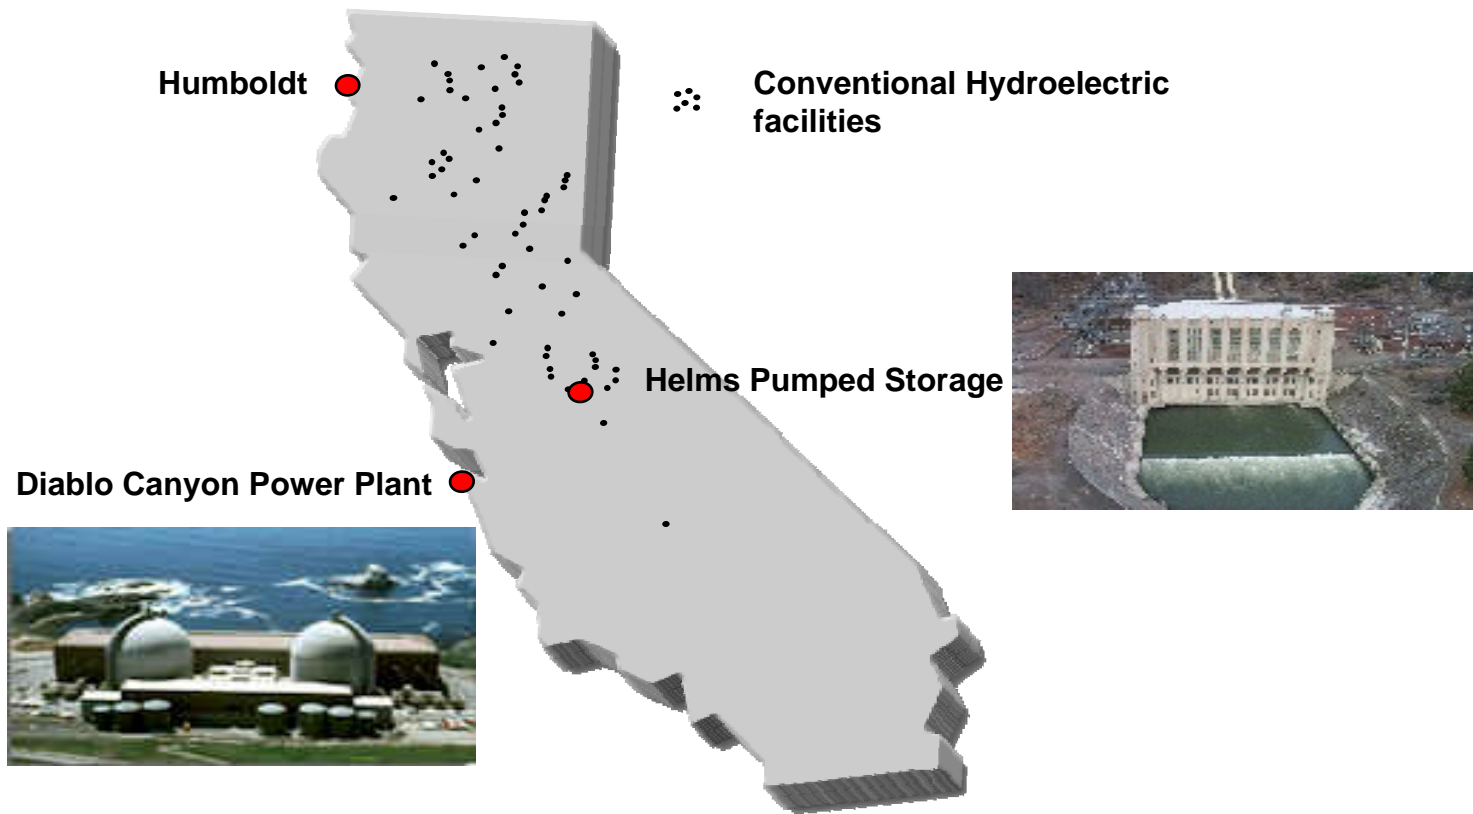 Humboldt
Conventional Hydroelectric
facilities
Helms Pumped Storage
Diablo Canyon Power Plant